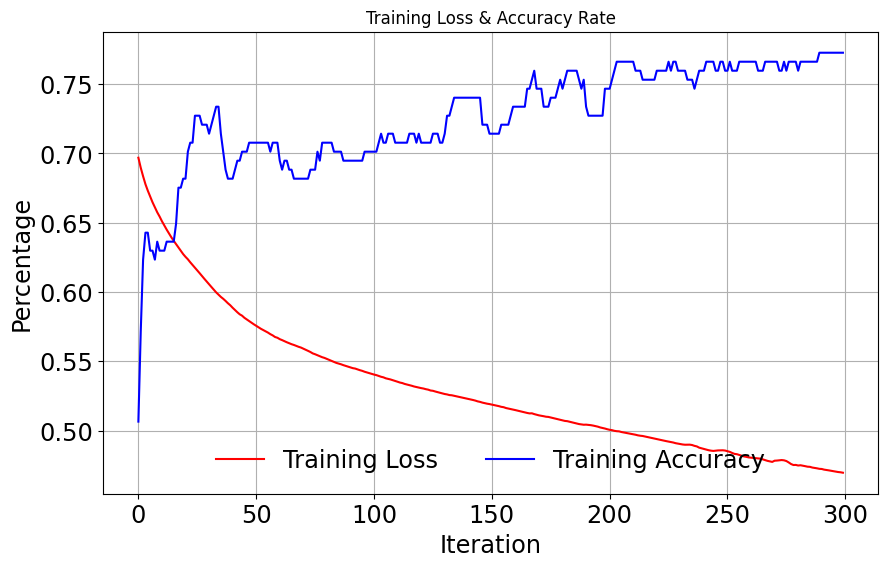 Training Loss & Accuracy Rate
0.75
0.70
0.65
0.60
0.55
0.50
Percentage
Training Loss
Training Accuracy
0 50 100 150 200 250 300
Iteration